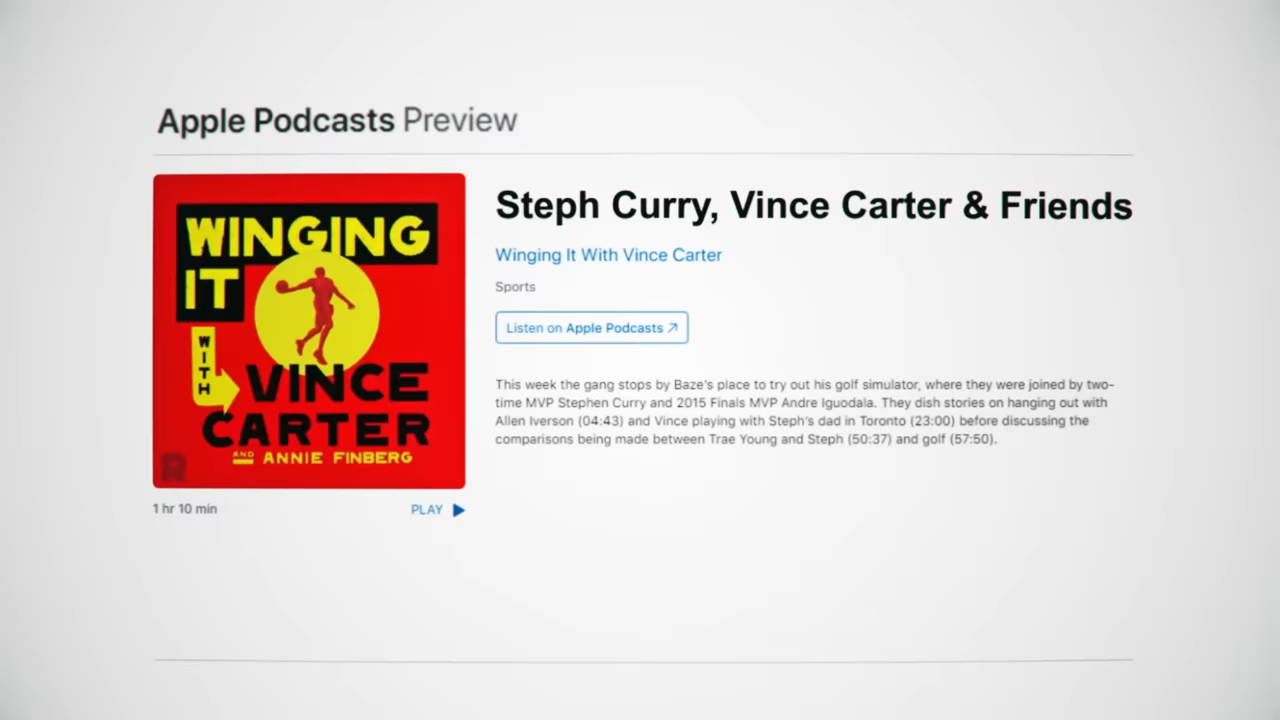 Apple Podcasts Preview
WINGING
IT
WITH
VINCE
CARTER
AND ANNIE FINBERG
R
1 hr 10 min
PLAY
Steph Curry, Vince Carter & Friends
Winging It With Vince Carter
Sports
Listen on Apple Podcasts ↗
This week the gang stops by Baze's place to try out his golf simulator, where they were joined by two-
time MVP Stephen Curry and 2015 Finals MVP Andre Iguodala. They dish stories on hanging out with
Allen Iverson (04:43) and Vince playing with Steph's dad in Toronto (23:00) before discussing the
comparisons being made between Trae Young and Steph (50:37) and golf (57:50).